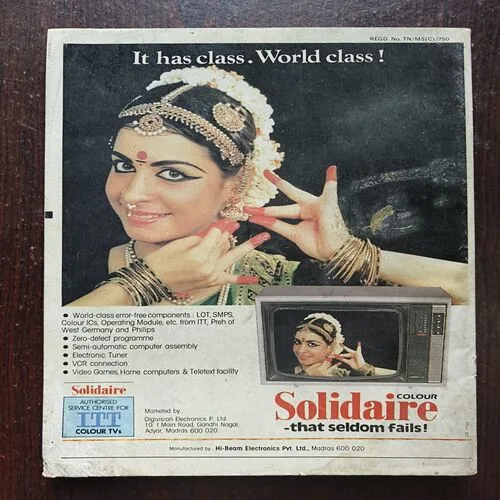 REGD. No. TN/MS(C)/750
It has class. World class!
• World-class error-free components : LOT, SMPS,
Colour ICs, Operating Module, etc. from ITT, Preh of
West Germany and Philips
• Zero-defect programme
• Semi-automatic computer assembly
• Electronic Tuner
• VCR connection
• Video Games, Home computers & Teletext facility
Solidaire
AUTHORISED
SERVICE CENTRE FOR
ITT
COLOUR TVs
Marketed by :
Digivision Electronics P. Ltd.
10, I Main Road, Gandhi Nagar,
Adyar, Madras 600 020
COLOUR
Solidaire
-that seldom fails!
Manufactured by : Hi-Beam Electronics Pvt. Ltd., Madras 600 020